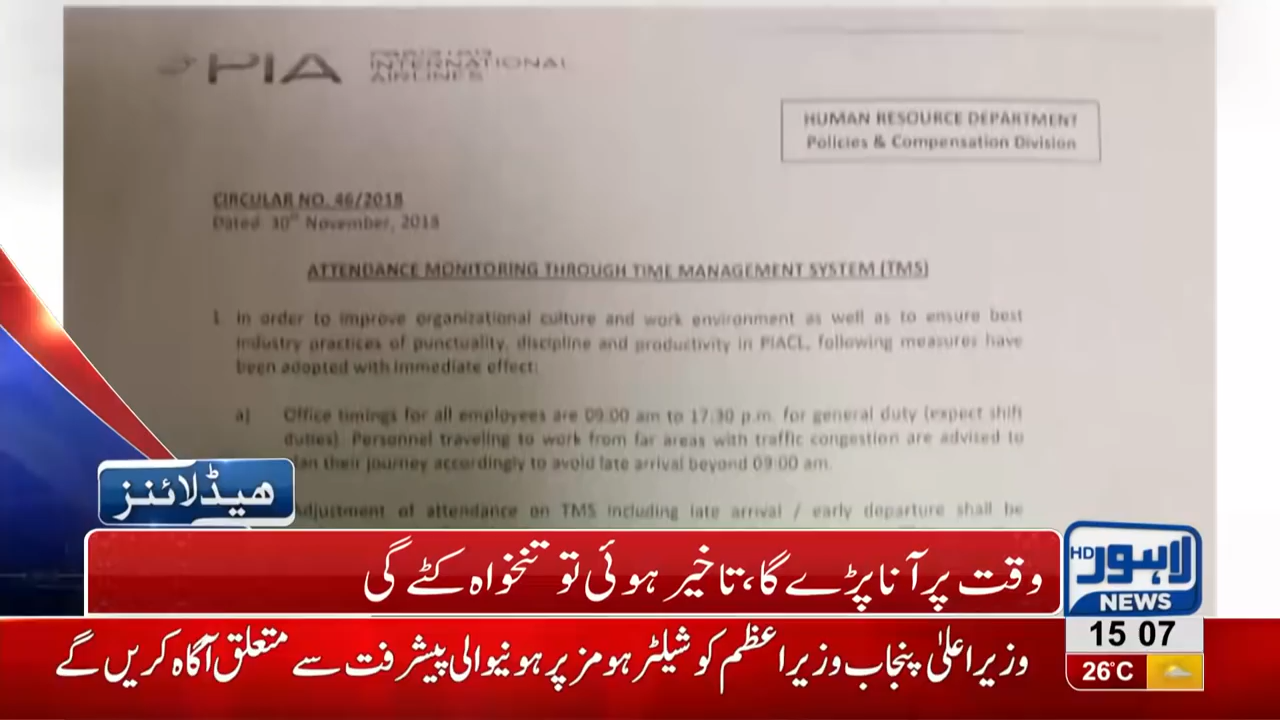 PIA
INTERNATIONAL
AIRLINES
HUMAN RESOURCE DEPARTMENT
Policies & Compensation Division
CIRCULAR NO. 46/2018
Dated: 30th November, 2018
ATTENDANCE MONITORING THROUGH TIME MANAGEMENT SYSTEM (TMS)
1. In order to improve organizational culture and work environment as well as to ensure best
industry practices of punctuality, discipline and productivity in PIACL, following measures have
been adopted with immediate effect:
a) Office timings for all employees are 09:00 am to 17:30 p.m. for general duty (expect shift
duties). Personnel traveling to work from far areas with traffic congestion are advised to
lan their journey accordingly to avoid late arrival beyond 09:00 am.
djustment of attendance on TMS including late arrival / early departure shall be
ھیڈلائنز
وقت پر آنا پڑے گا، تاخیر ہوئی تو تنخواہ کٹے گی
HD لاہور
NEWS
15 07
26°C
وزیراعلیٰ پنجاب وزیراعظم کو شیلٹر ہومز پر ہونیوالی پیشرفت سے متعلق آگاہ کریں گے